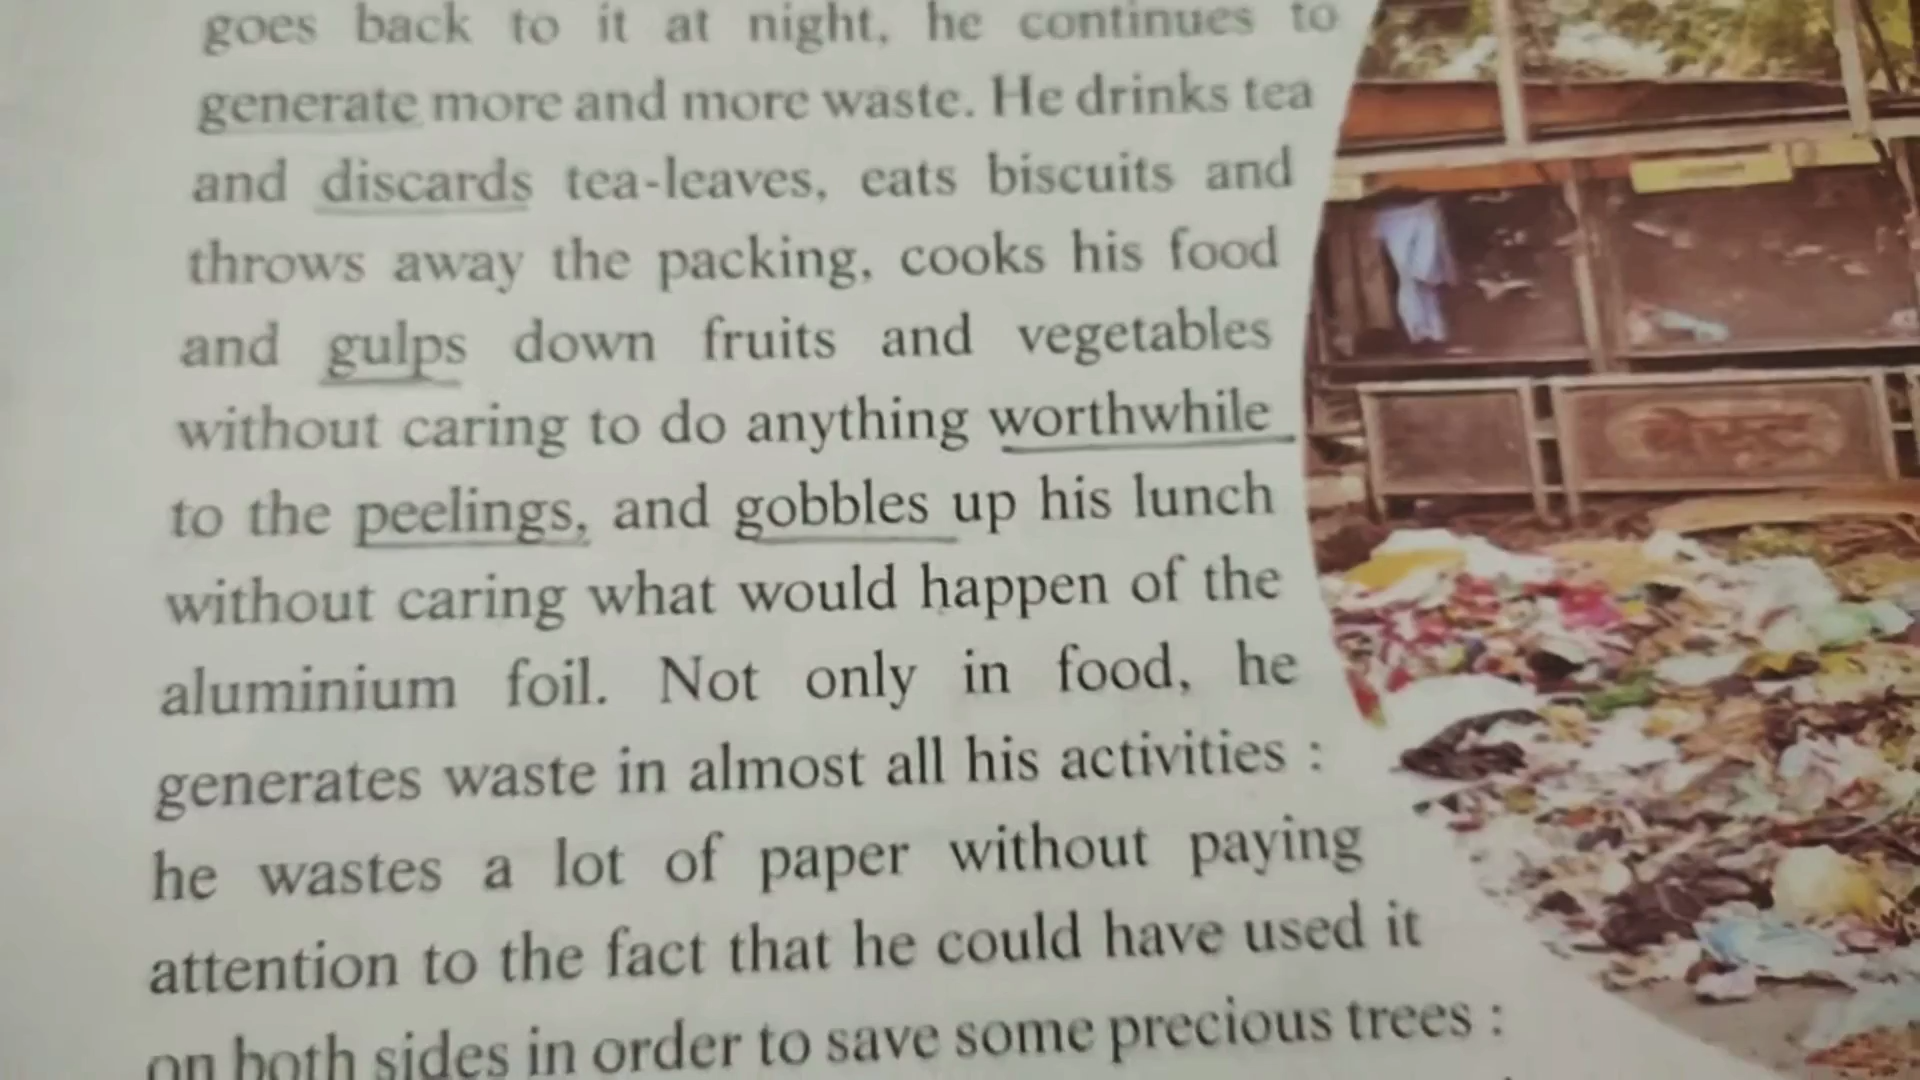 goes back to it at night, he continues to
generate more and more waste. He drinks tea
and discards tea-leaves, eats biscuits and
throws away the packing, cooks his food
and gulps down fruits and vegetables
without caring to do anything worthwhile
to the peelings, and gobbles up his lunch
without caring what would happen of the
aluminium foil. Not only in food, he
generates waste in almost all his activities :
he wastes a lot of paper without paying
attention to the fact that he could have used it
on both sides in order to save some precious trees :